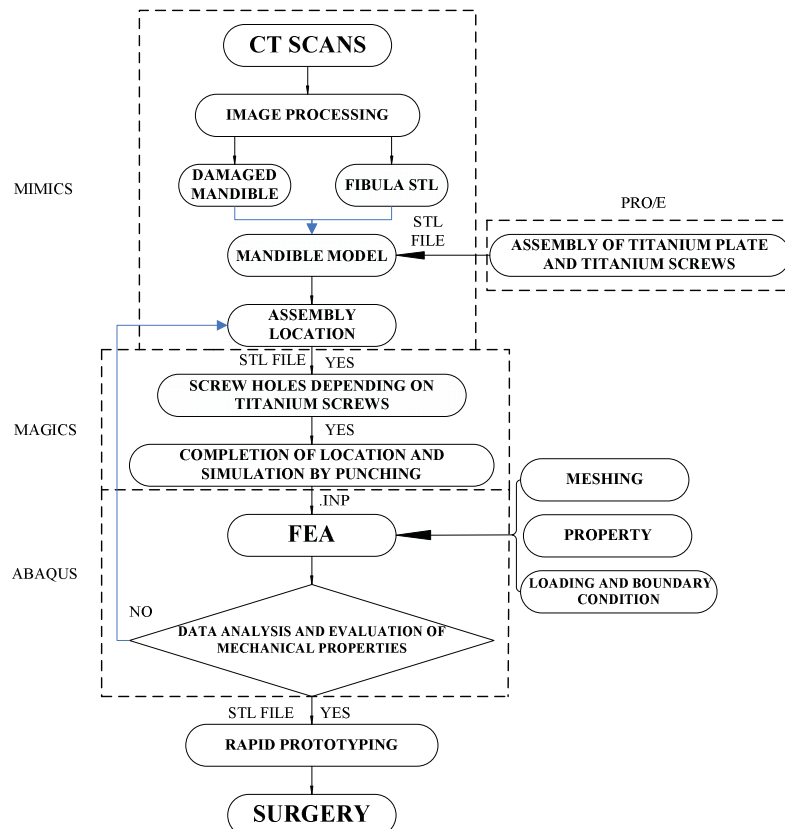 CT SCANS
IMAGE PROCESSING
DAMAGED
MANDIBLE
FIBULA STL
MIMICS
PRO/E
STL
FILE
ASSEMBLY OF TITANIUM PLATE
AND TITANIUM SCREWS
MANDIBLE MODEL
ASSEMBLY
LOCATION
STL FILE YES
SCREW HOLES DEPENDING ON
TITANIUM SCREWS
MAGICS
YES
COMPLETION OF LOCATION AND
SIMULATION BY PUNCHING
.INP
MESHING
FEA
PROPERTY
ABAQUS
LOADING AND BOUNDARY
CONDITION
NO
DATA ANALYSIS AND EVALUATION OF
MECHANICAL PROPERTIES
STL FILE YES
RAPID PROTOTYPING
SURGERY